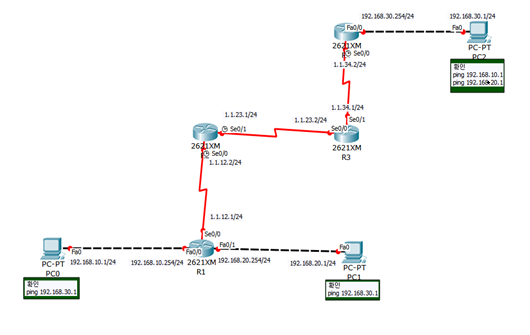 192.168.30.254/24
192.168.30.1/24
Fa0/0
Fa0
2621XM
Se0/0
PC-PT
PC2
1.1.34.2/24
확인
ping 192.168.10.1
ping 192.168.20.1
1.1.34.1/24
1.1.23.1/24
1.1.23.2/24
Se0/1
Se0/1
Se0/0
2621XM
2621XM
R3
Se0/0
1.1.12.2/24
1.1.12.1/24
Se0/0
Fa0
Fa0/0
Fa0/1
Fa0
PC-PT
PC0
192.168.10.1/24
192.168.10.254/24
2621XM
R1
192.168.20.254/24
192.168.20.1/24
PC-PT
PC1
확인
ping 192.168.30.1
확인
ping 192.168.30.1